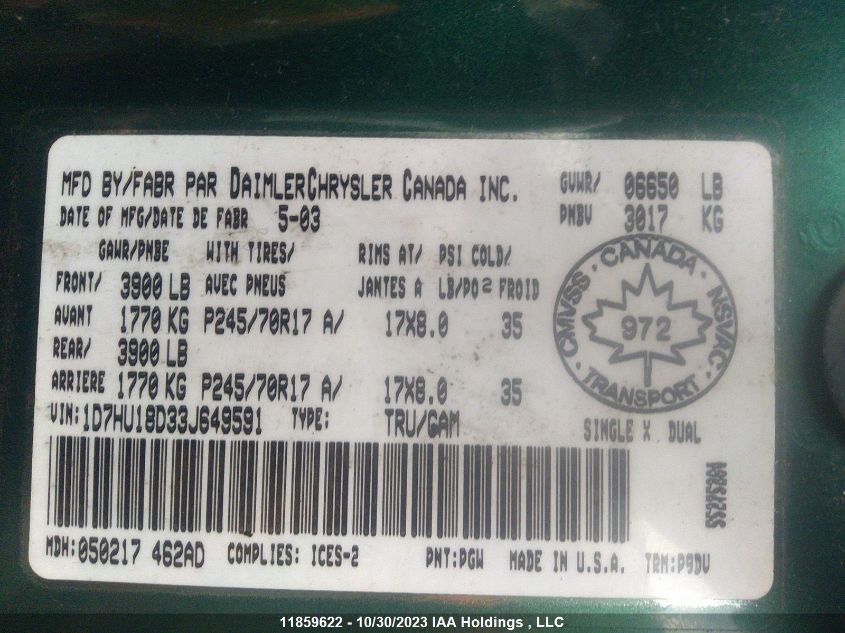 MFD BY/FABR PAR DAIMLERCHRYSLER CANADA INC. GVWR/ 06650 LB
DATE OF MFG/DATE DE FABR 5-03 PNBV 3017 KG
GAWR/PNBE WITH TIRES/ RIMS AT/ PSI COLD/
FRONT/ 3900 LB AVEC PNEUS JANTES A LB/PO2 FROID
AVANT 1770 KG P245/70R17 A/ 17X8.0 35
REAR/ 3900 LB
ARRIERE 1770 KG P245/70R17 A/ 17X8.0 35
CMVSS · CANADA · NSVAC · TRANSPORT ·
972
VIN: 1D7HU18D33J649591 TYPE: TRU/CAM SINGLE X DUAL
MDH: 050217 462AD COMPLIES: ICES-2 PNT: PGW MADE IN U.S.A.
11859622 - 10/30/2023 IAA Holdings , LLC